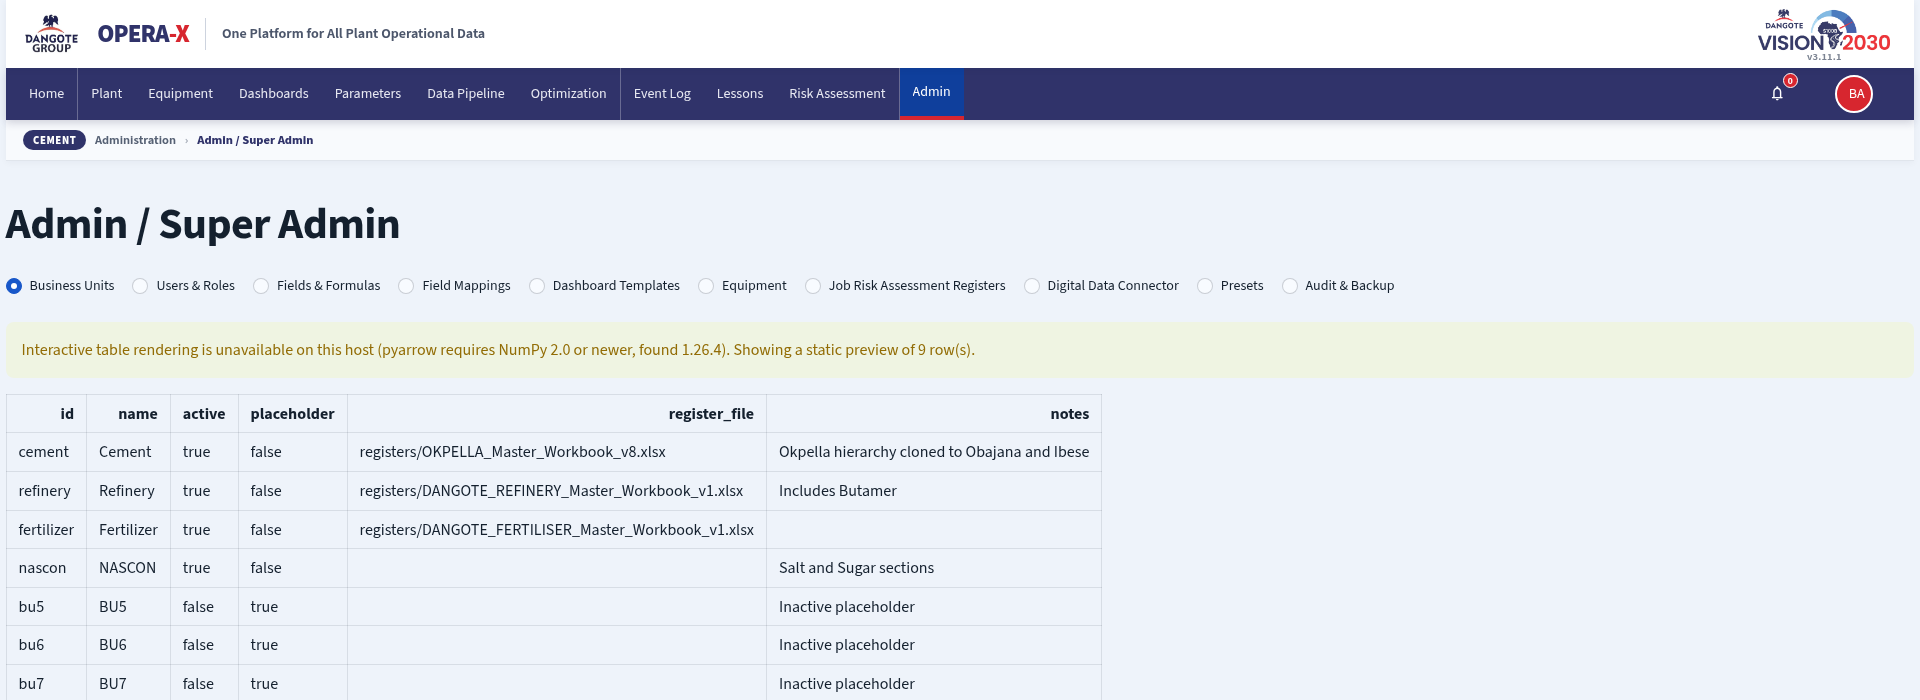 DANGOTE
GROUP
OPERA-X
One Platform for All Plant Operational Data
DANGOTE
$100B
VISION 2030
v3.11.1
Home Plant Equipment Dashboards Parameters Data Pipeline Optimization Event Log Lessons Risk Assessment Admin 0 BA
CEMENT Administration › Admin / Super Admin
Admin / Super Admin
Business Units Users & Roles Fields & Formulas Field Mappings Dashboard Templates Equipment Job Risk Assessment Registers Digital Data Connector Presets Audit & Backup
Interactive table rendering is unavailable on this host (pyarrow requires NumPy 2.0 or newer, found 1.26.4). Showing a static preview of 9 row(s).
id name active placeholder register_file notes
cement Cement true false registers/OKPELLA_Master_Workbook_v8.xlsx Okpella hierarchy cloned to Obajana and Ibese
refinery Refinery true false registers/DANGOTE_REFINERY_Master_Workbook_v1.xlsx Includes Butamer
fertilizer Fertilizer true false registers/DANGOTE_FERTILISER_Master_Workbook_v1.xlsx
nascon NASCON true false Salt and Sugar sections
bu5 BU5 false true Inactive placeholder
bu6 BU6 false true Inactive placeholder
bu7 BU7 false true Inactive placeholder